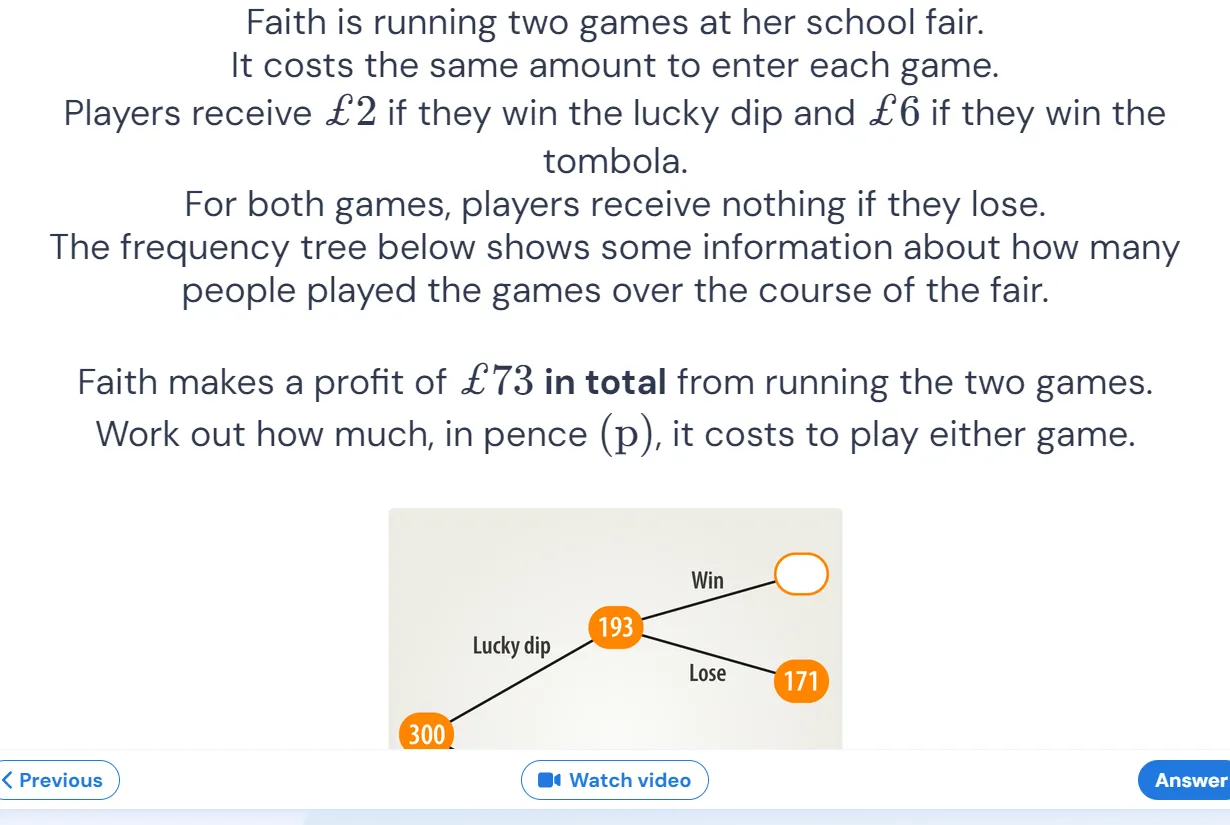 Faith is running two games at her school fair.
It costs the same amount to enter each game.
Players receive £2 if they win the lucky dip and £6 if they win the
tombola.
For both games, players receive nothing if they lose.
The frequency tree below shows some information about how many
people played the games over the course of the fair.
Faith makes a profit of £73 in total from running the two games.
Work out how much, in pence (p), it costs to play either game.
Win
193
Lucky dip
Lose
171
300
Previous
Watch video
Answer